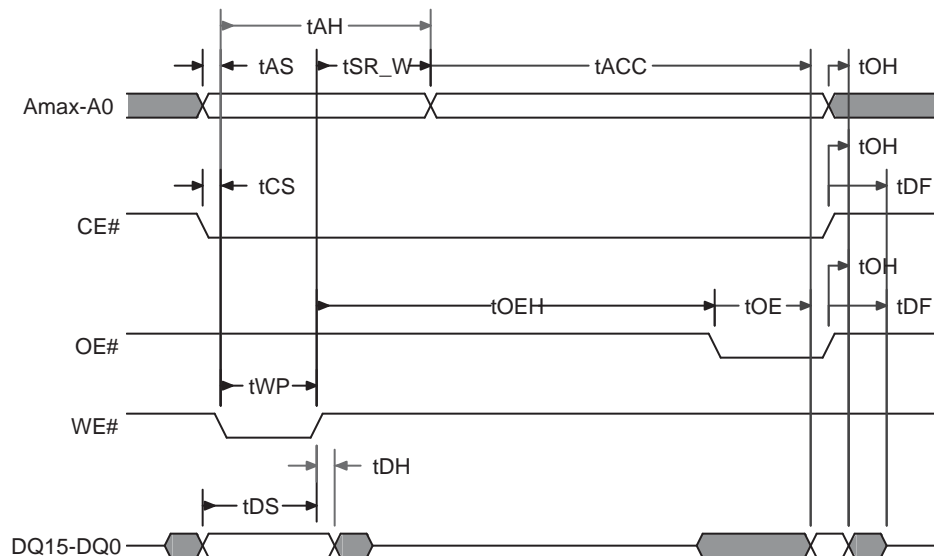 tAH
tAS tSR_W tACC tOH
Amax-A0
tOH
tCS tDF
CE#
tOH
tOEH tOE tDF
OE#
tWP
WE#
tDH
tDS
DQ15-DQ0